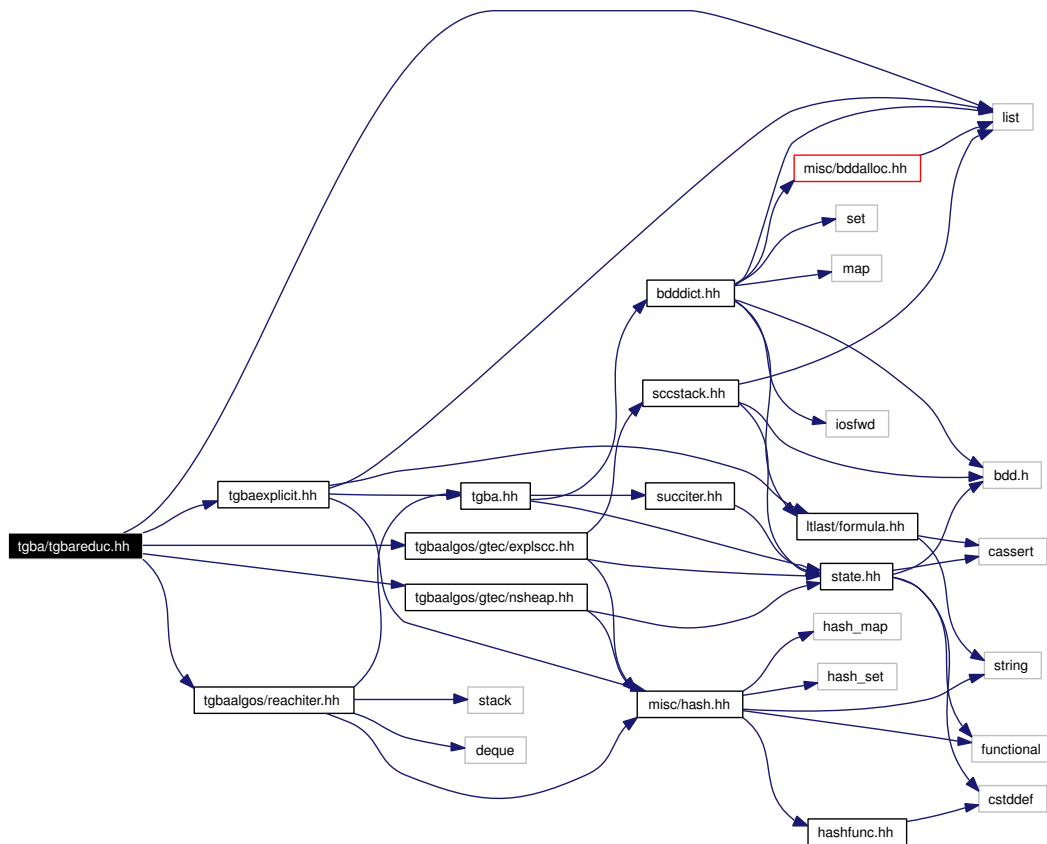 list
misc/bddalloc.hh
set
map
bdddict.hh
sccstack.hh
iosfwd
bdd.h
tgbaexplicit.hh
tgba.hh
succiter.hh
ltlast/formula.hh
tgba/tgbareduc.hh
tgbaalgos/gtec/explscc.hh
cassert
state.hh
tgbaalgos/gtec/nsheap.hh
hash_map
string
hash_set
tgbaalgos/reachiter.hh
stack
misc/hash.hh
deque
functional
cstddef
hashfunc.hh